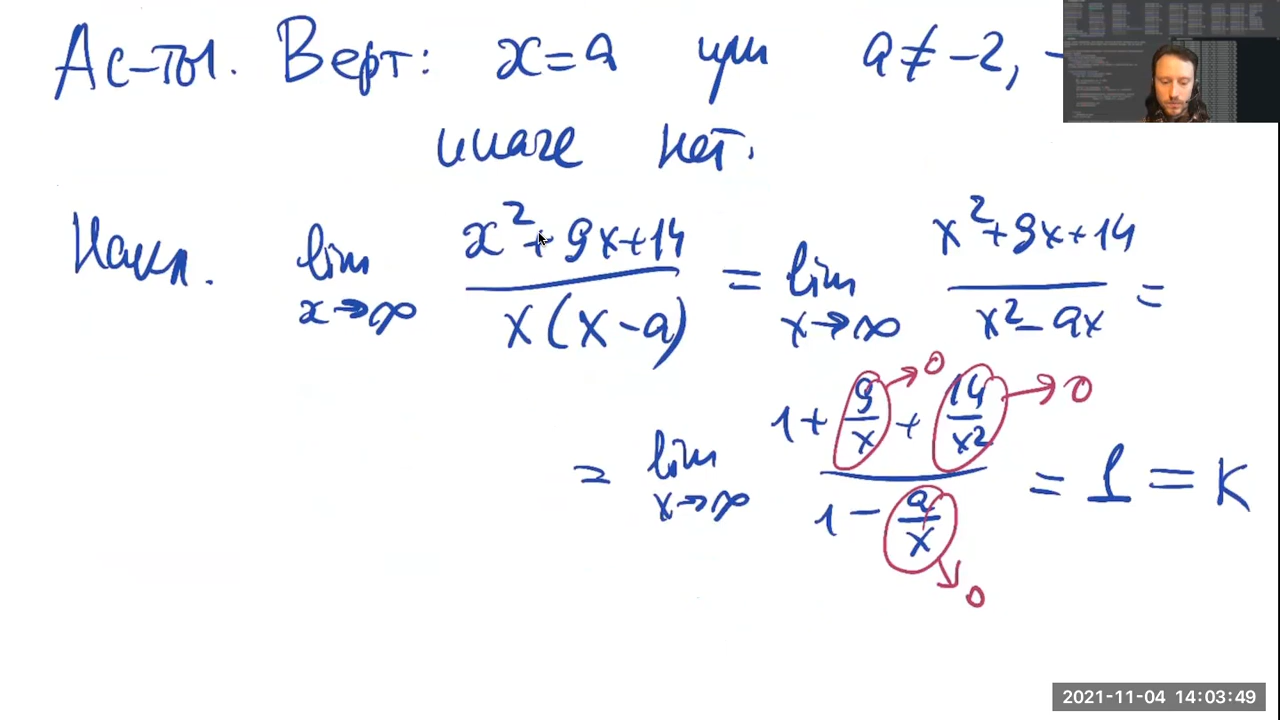 Ас-ты. Верт: x = a при a ≠ -2, -
иначе нет.
Накл. lim x→∞ (x² + 9x + 14) / (x(x - a)) = lim x→∞ (x² + 9x + 14) / (x² - ax) =
= lim x→∞ (1 + 9/x + 14/x²) / (1 - a/x) = 1 = K
→ 0
→ 0
→ 0
2021-11-04 14:03:49